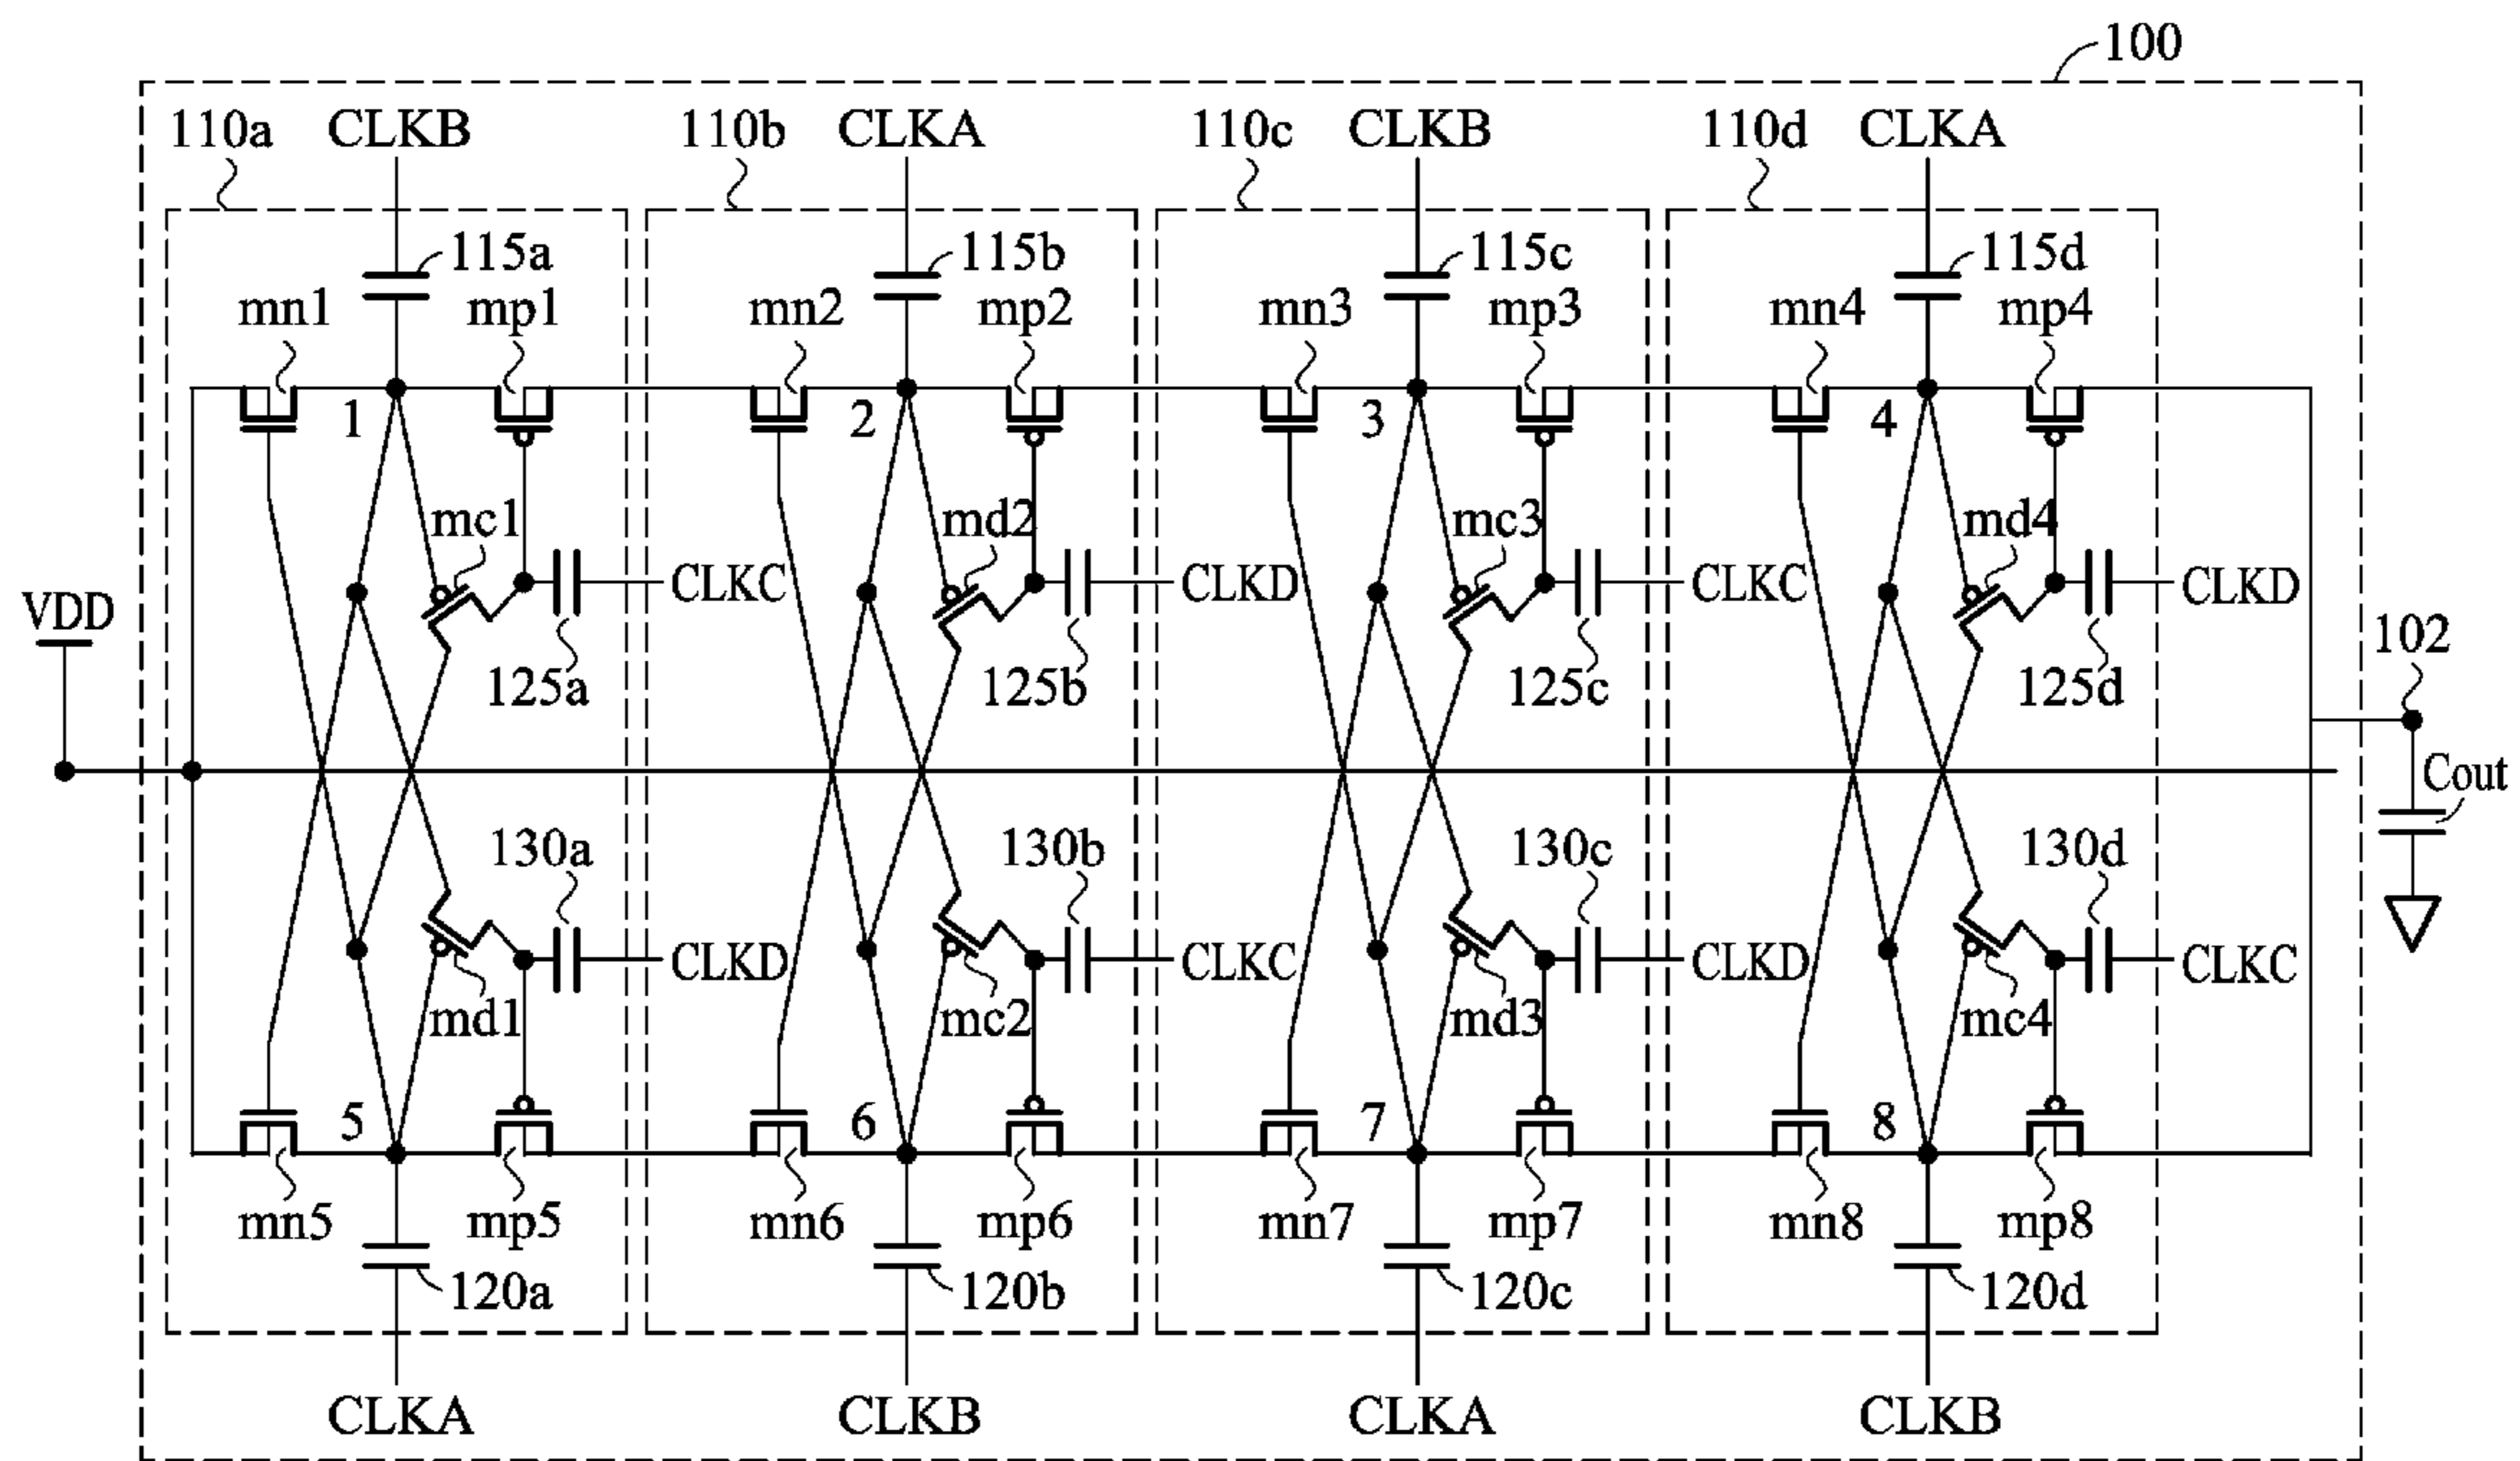 100
110a CLKB 110b CLKA 110c CLKB 110d CLKA
115a 115b 115c 115d
mn1 mp1 mn2 mp2 mn3 mp3 mn4 mp4
1 2 3 4
mc1 md2 mc3 md4
VDD CLKC CLKD CLKC CLKD
102
125a 125b 125c 125d
Cout
130a 130b 130c 130d
CLKD CLKC CLKD CLKC
md1 mc2 md3 mc4
5 6 7 8
mn5 mp5 mn6 mp6 mn7 mp7 mn8 mp8
120a 120b 120c 120d
CLKA CLKB CLKA CLKB